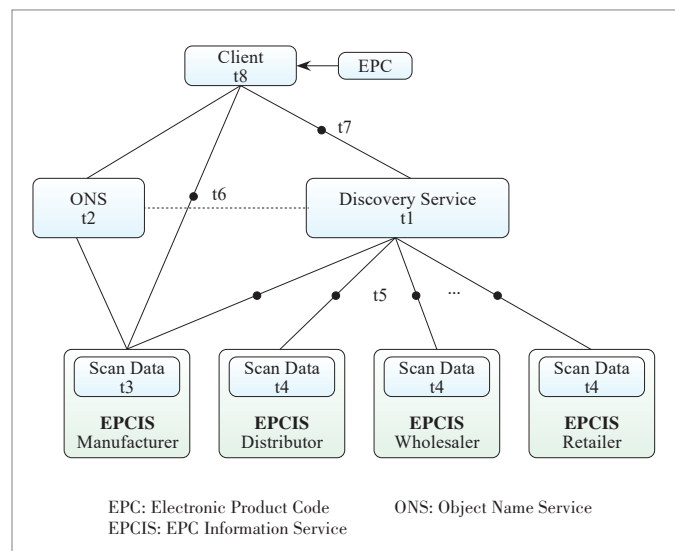 Client
t8
EPC
t7
ONS
t2
t6
Discovery Service
t1
t5
...
Scan Data
t3
EPCIS
Manufacturer
Scan Data
t4
EPCIS
Distributor
Scan Data
t4
EPCIS
Wholesaler
Scan Data
t4
EPCIS
Retailer
EPC: Electronic Product Code
ONS: Object Name Service
EPCIS: EPC Information Service